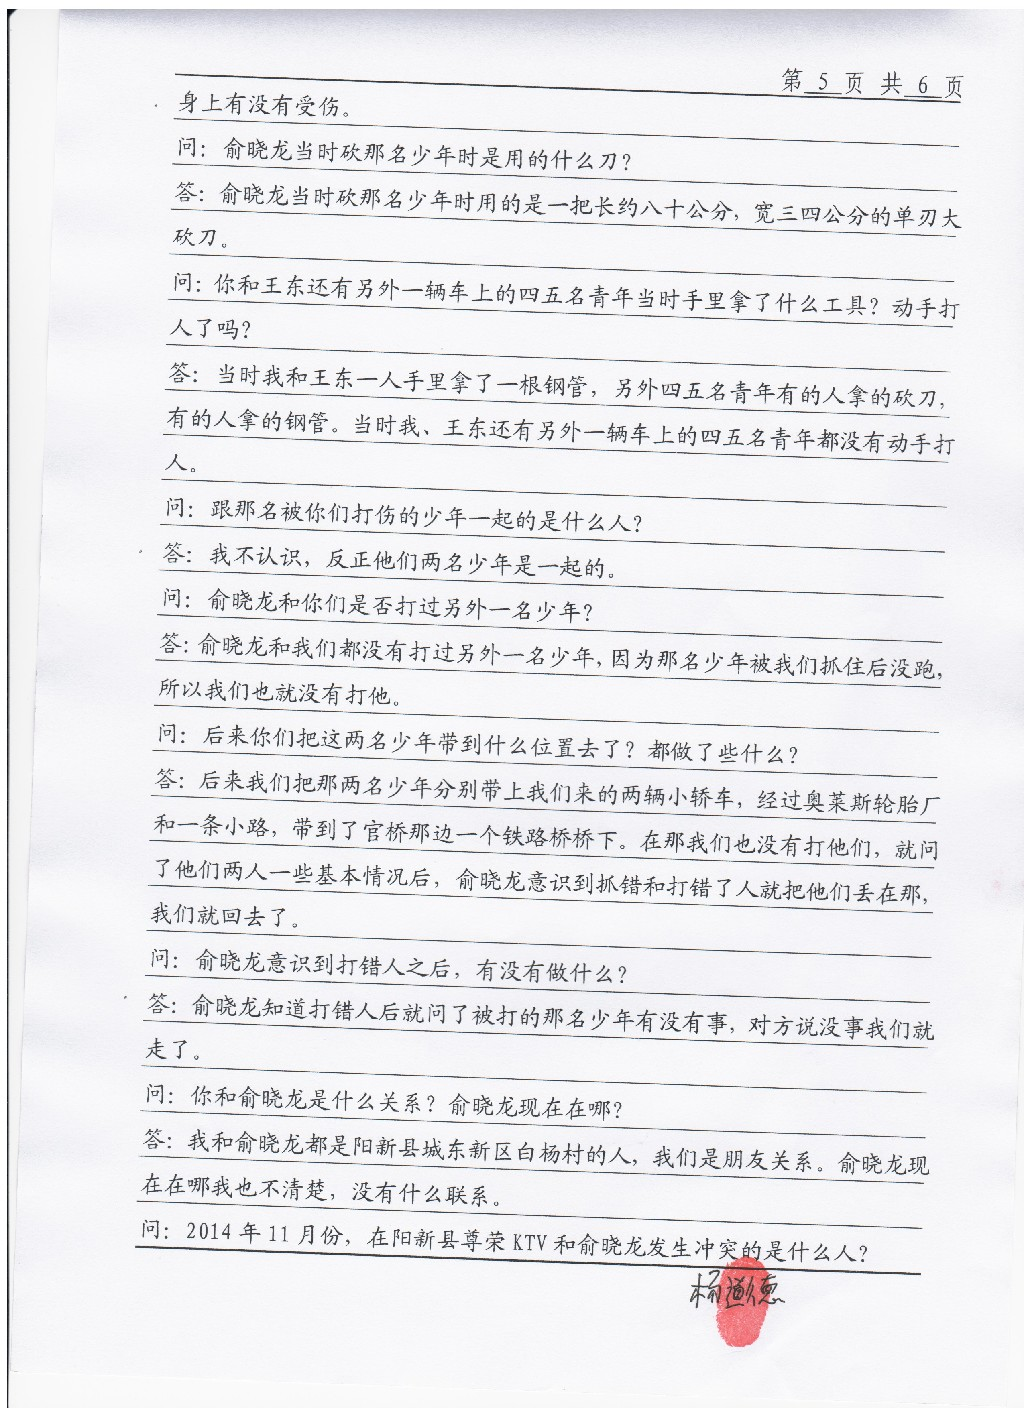 第 5 页 共 6 页
身上有没有受伤。
问：俞晓龙当时砍那名少年时是用的什么刀？
答：俞晓龙当时砍那名少年时用的是一把长约八十公分，宽三四公分的单刃大
砍刀。
问：你和王东还有另外一辆车上的四五名青年当时手里拿了什么工具？动手打
人了吗？
答：当时我和王东一人手里拿了一根钢管，另外四五名青年有的人拿的砍刀，
有的人拿的钢管。当时我、王东还有另外一辆车上的四五名青年都没有动手打
人。
问：跟那名被你们打伤的少年一起的是什么人？
答：我不认识，反正他们两名少年是一起的。
问：俞晓龙和你们是否打过另外一名少年？
答：俞晓龙和我们都没有打过另外一名少年，因为那名少年被我们抓住后没跑，
所以我们也就没有打他。
问：后来你们把这两名少年带到什么位置去了？都做了些什么？
答：后来我们把那两名少年分别带上我们来的两辆小轿车，经过奥莱斯轮胎厂
和一条小路，带到了官桥那边一个铁路桥桥下。在那我们也没有打他们，就问
了他们两人一些基本情况后，俞晓龙意识到抓错和打错了人就把他们丢在那，
我们就回去了。
问：俞晓龙意识到打错人之后，有没有做什么？
答：俞晓龙知道打错人后就问了被打的那名少年有没有事，对方说没事我们就
走了。
问：你和俞晓龙是什么关系？俞晓龙现在在哪？
答：我和俞晓龙都是阳新县城东新区白杨村的人，我们是朋友关系。俞晓龙现
在在哪我也不清楚，没有什么联系。
问：2014 年 11 月份，在阳新县尊荣 KTV 和俞晓龙发生冲突的是什么人？